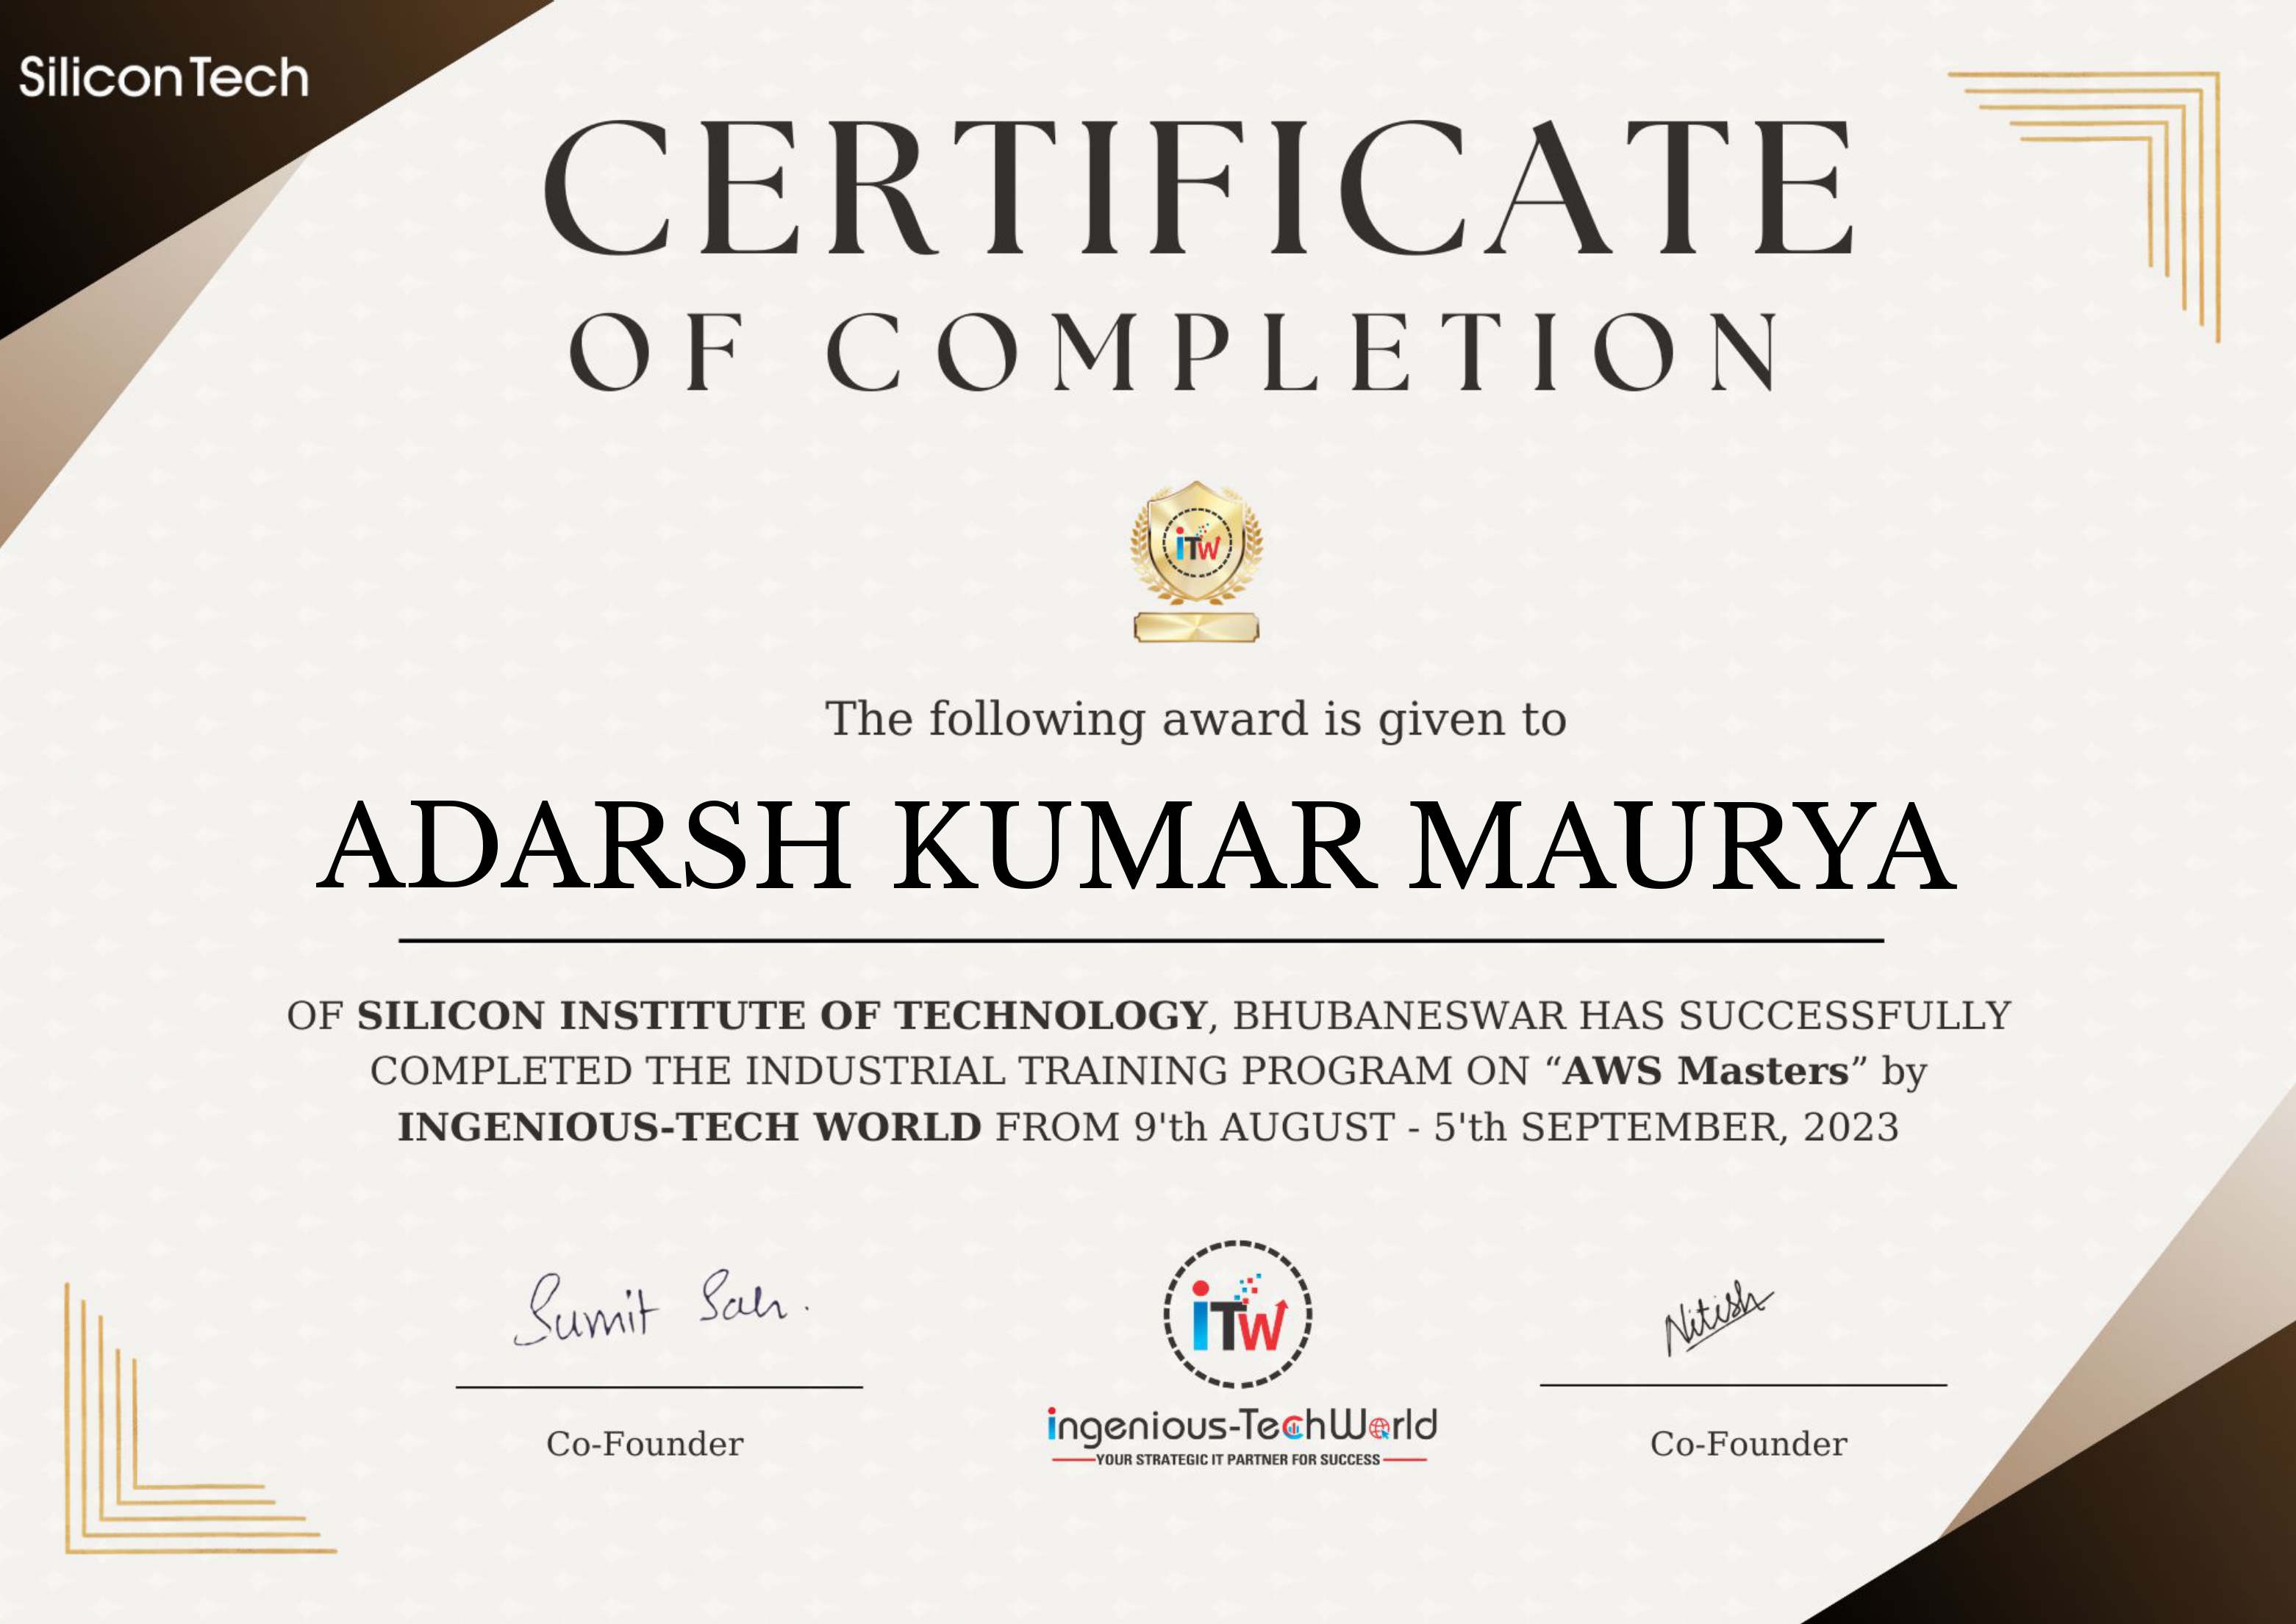 SiliconTech
CERTIFICATE
OF COMPLETION
iTW
The following award is given to
ADARSH KUMAR MAURYA
OF SILICON INSTITUTE OF TECHNOLOGY, BHUBANESWAR HAS SUCCESSFULLY
COMPLETED THE INDUSTRIAL TRAINING PROGRAM ON “AWS Masters” by
INGENIOUS-TECH WORLD FROM 9'th AUGUST - 5'th SEPTEMBER, 2023
Sumit Sah.
iTW
Nitish
ingenious-TechWorld
YOUR STRATEGIC IT PARTNER FOR SUCCESS
Co-Founder
Co-Founder